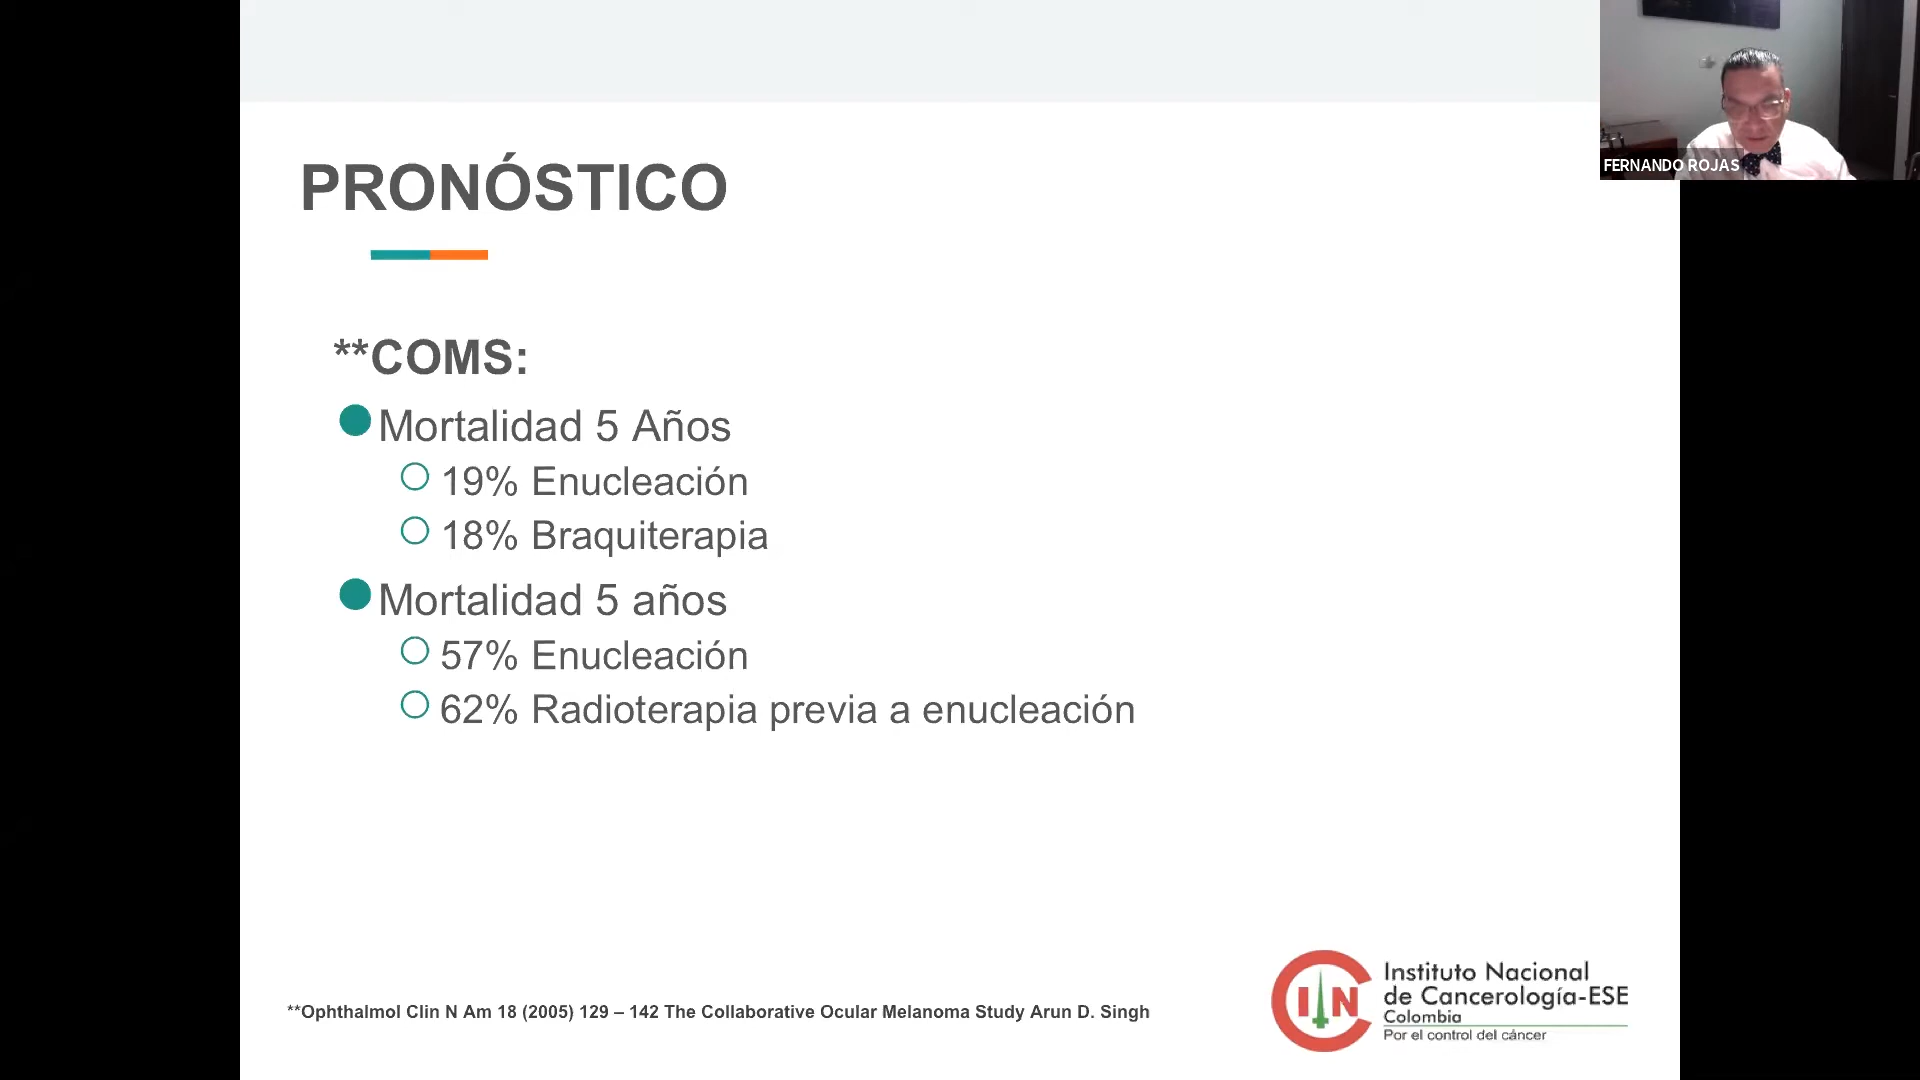 FERNANDO ROJAS
PRONÓSTICO
**COMS:
Mortalidad 5 Años
19% Enucleación
18% Braquiterapia
Mortalidad 5 años
57% Enucleación
62% Radioterapia previa a enucleación
**Ophthalmol Clin N Am 18 (2005) 129 – 142 The Collaborative Ocular Melanoma Study Arun D. Singh
CIN
Instituto Nacional
de Cancerología-ESE
Colombia
Por el control del cáncer